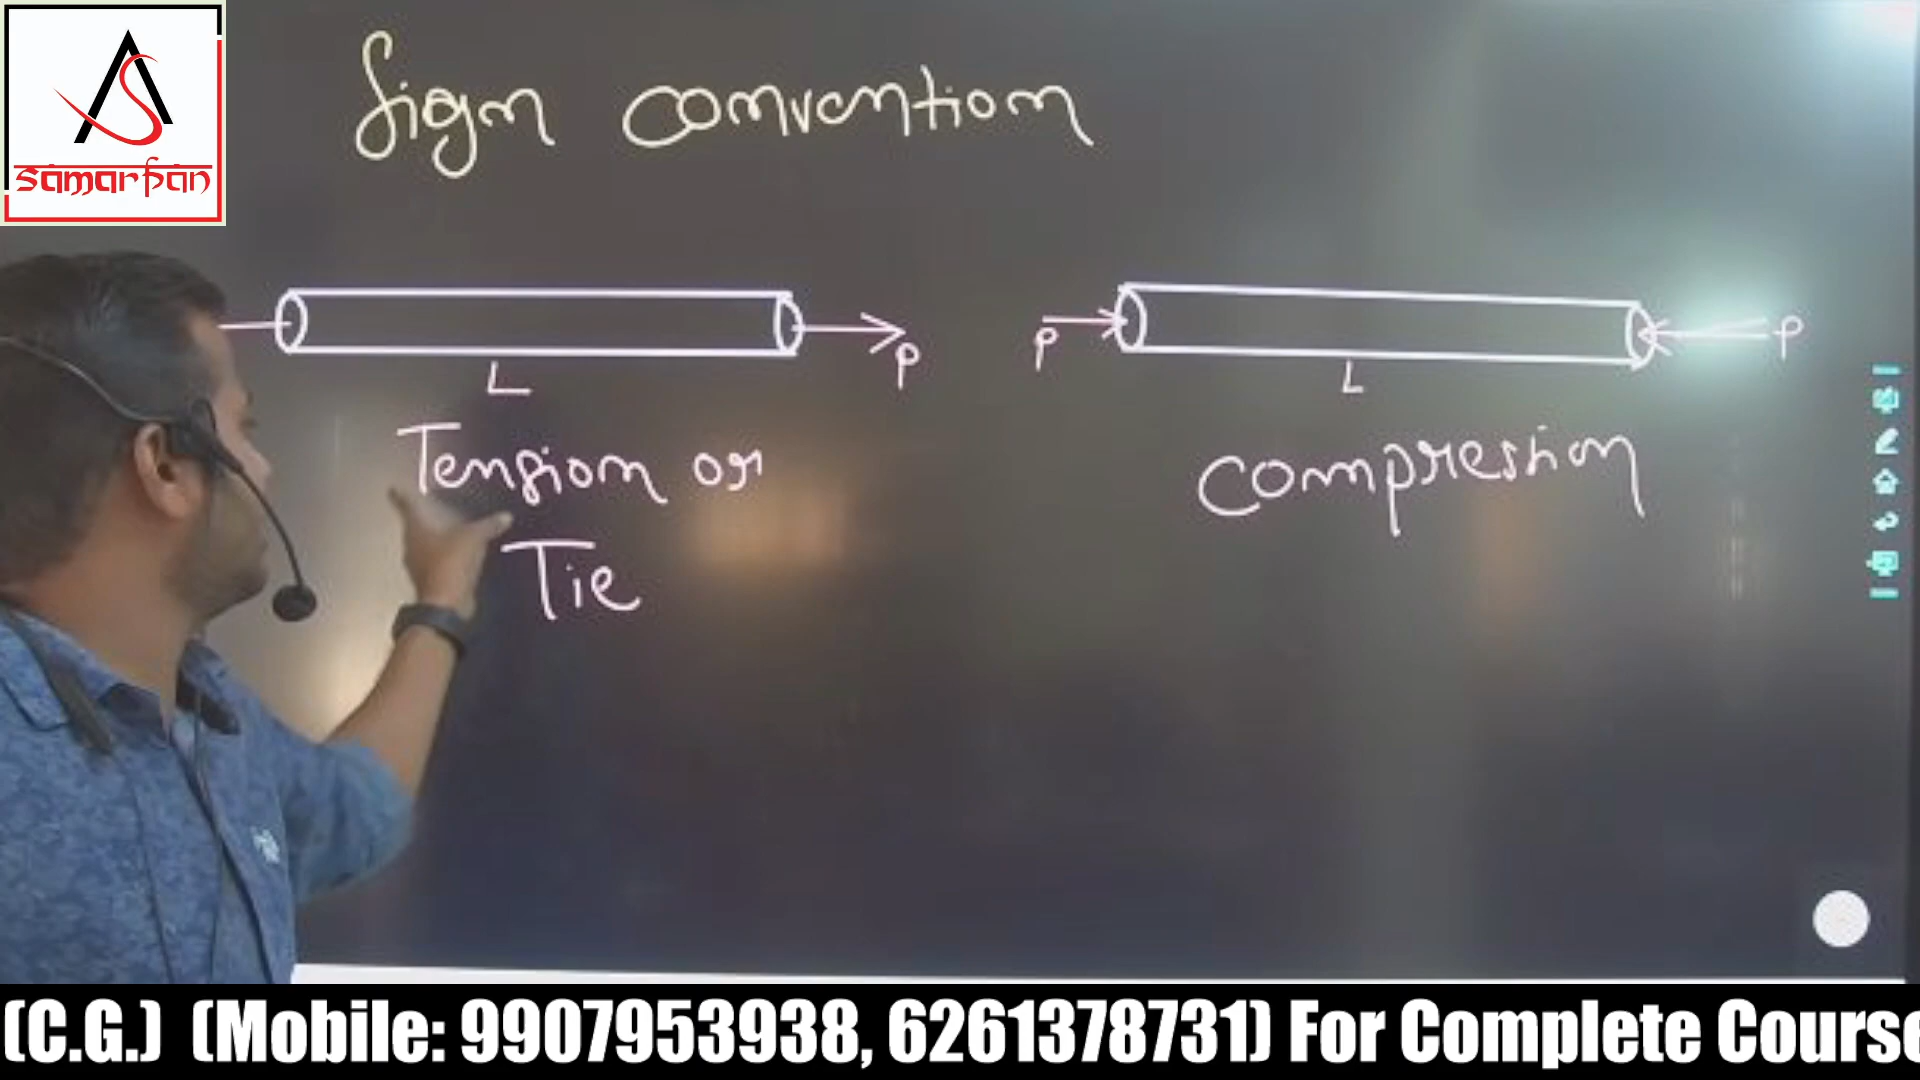 SAMARPAN
Sign convention
P
P
P
L
L
Tension or
Tie
compression
(C.G.) (Mobile: 9907953938, 6261378731) For Complete Course